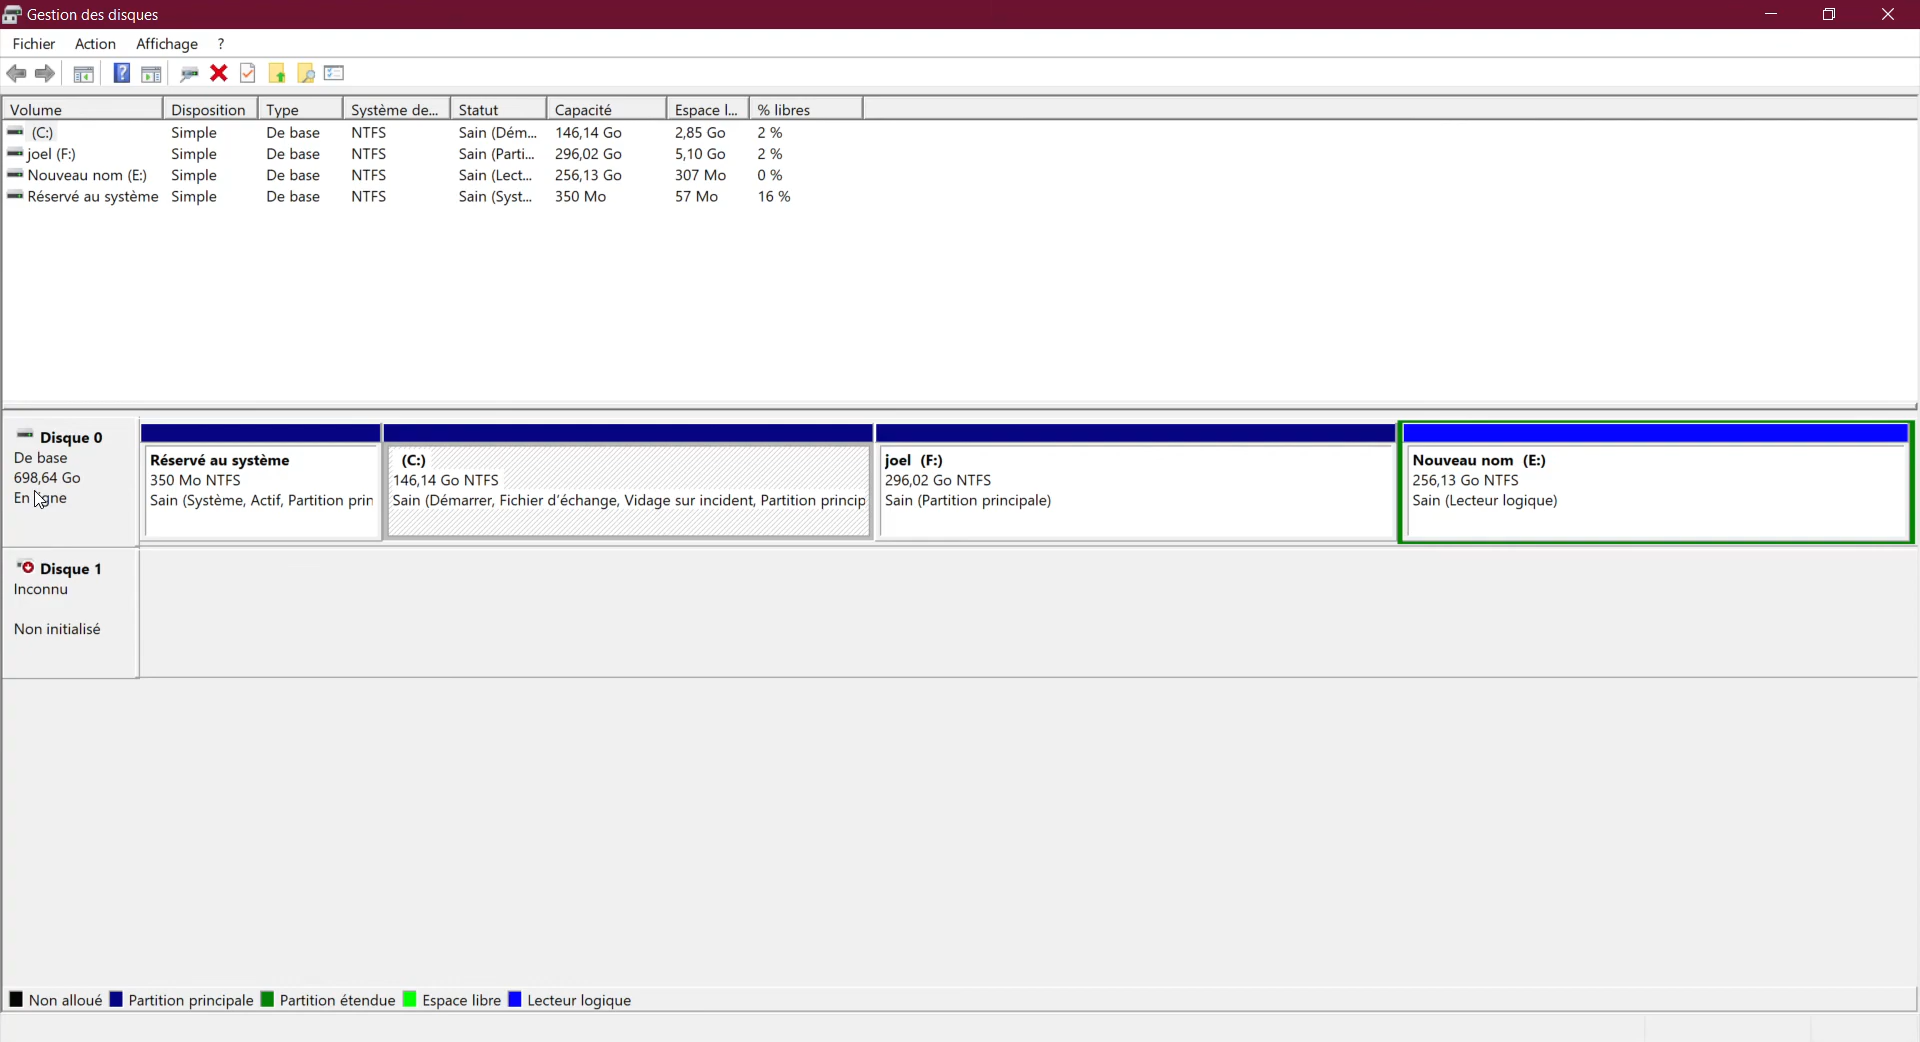 Gestion des disques
Fichier Action Affichage ?
Volume Disposition Type Système de... Statut Capacité Espace l... % libres
(C:) Simple De base NTFS Sain (Dém... 146,14 Go 2,85 Go 2 %
joel (F:) Simple De base NTFS Sain (Parti... 296,02 Go 5,10 Go 2 %
Nouveau nom (E:) Simple De base NTFS Sain (Lect... 256,13 Go 307 Mo 0 %
Réservé au système Simple De base NTFS Sain (Syst... 350 Mo 57 Mo 16 %
Disque 0
De base
698,64 Go
En ligne
Réservé au système
350 Mo NTFS
Sain (Système, Actif, Partition prin
(C:)
146,14 Go NTFS
Sain (Démarrer, Fichier d'échange, Vidage sur incident, Partition princip
joel (F:)
296,02 Go NTFS
Sain (Partition principale)
Nouveau nom (E:)
256,13 Go NTFS
Sain (Lecteur logique)
Disque 1
Inconnu
Non initialisé
Non alloué Partition principale Partition étendue Espace libre Lecteur logique